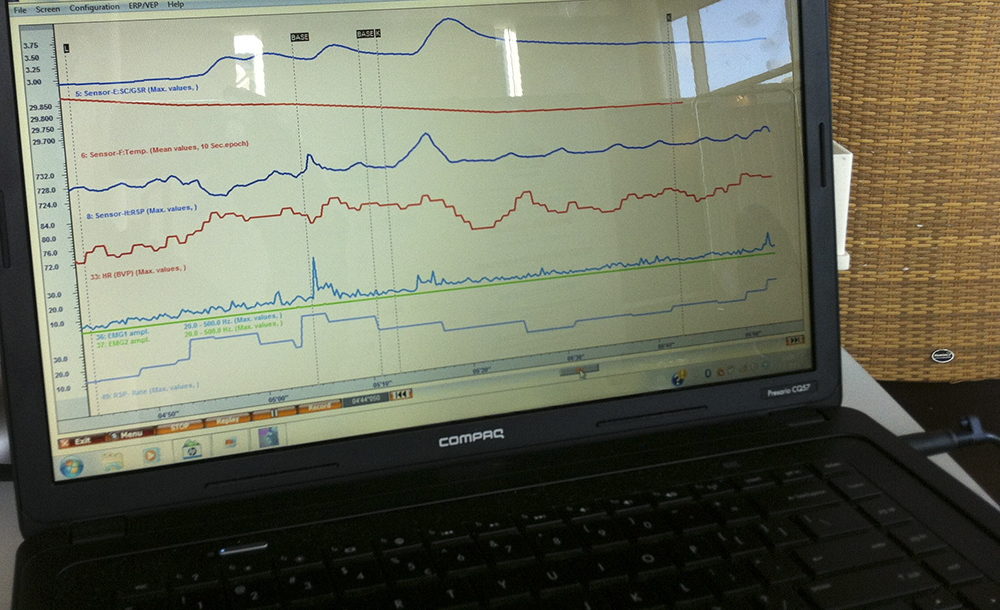 File Screen Configuration ERP/VEP Help
L
BASE
BASE
K
K
3.75
3.50
3.25
3.00
5: Sensor-E:SC/GSR (Max. values, )
29.850
29.800
29.750
29.700
6: Sensor-F:Temp. (Mean values, 10 Sec.epoch)
732.0
728.0
724.0
8: Sensor-H:RSP (Max. values, )
84.0
80.0
76.0
72.0
33: HR (BVP) (Max. values, )
30.0
20.0
10.0
36: EMG1 ampl. 20.0 - 500.0 Hz. (Max. values, )
37: EMG2 ampl. 20.0 - 500.0 Hz. (Max. values, )
30.0
20.0
10.0
49: RSP- Rate (Max. values, )
04'50" 05'00" 05'10" 05'20" 05'30" 05'40" 05'50"
Exit Menu STOP Replay Record 04'44"050
Presario CQ57
COMPAQ